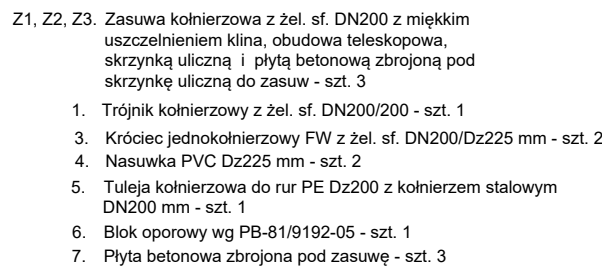 Z1, Z2, Z3. Zasuwa kołnierzowa z żel. sf. DN200 z miękkim
uszczelnieniem klina, obudowa teleskopowa,
skrzynką uliczną i płytą betonową zbrojoną pod
skrzynkę uliczną do zasuw - szt. 3
1. Trójnik kołnierzowy z żel. sf. DN200/200 - szt. 1
3. Króciec jednokołnierzowy FW z żel. sf. DN200/Dz225 mm - szt. 2
4. Nasuwka PVC Dz225 mm - szt. 2
5. Tuleja kołnierzowa do rur PE Dz200 z kołnierzem stalowym
DN200 mm - szt. 1
6. Blok oporowy wg PB-81/9192-05 - szt. 1
7. Płyta betonowa zbrojona pod zasuwę - szt. 3